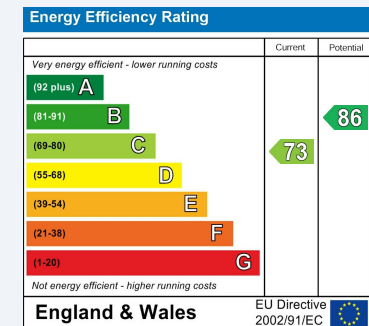 Energy Efficiency Rating
Current Potential
Very energy efficient - lower running costs
(92 plus) A
(81-91) B
86
(69-80) C
73
(55-68) D
(39-54) E
(21-38) F
(1-20) G
Not energy efficient - higher running costs
England & Wales
EU Directive
2002/91/EC